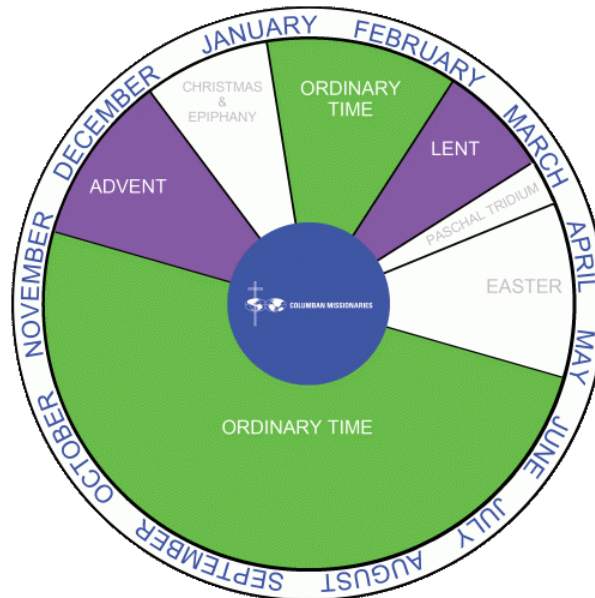 JANUARY
FEBRUARY
MARCH
APRIL
MAY
JUNE
JULY
AUGUST
SEPTEMBER
OCTOBER
NOVEMBER
DECEMBER
CHRISTMAS
&
EPIPHANY
ORDINARY
TIME
LENT
PASCHAL TRIDIUM
EASTER
ORDINARY TIME
ADVENT
COLUMBAN MISSIONARIES